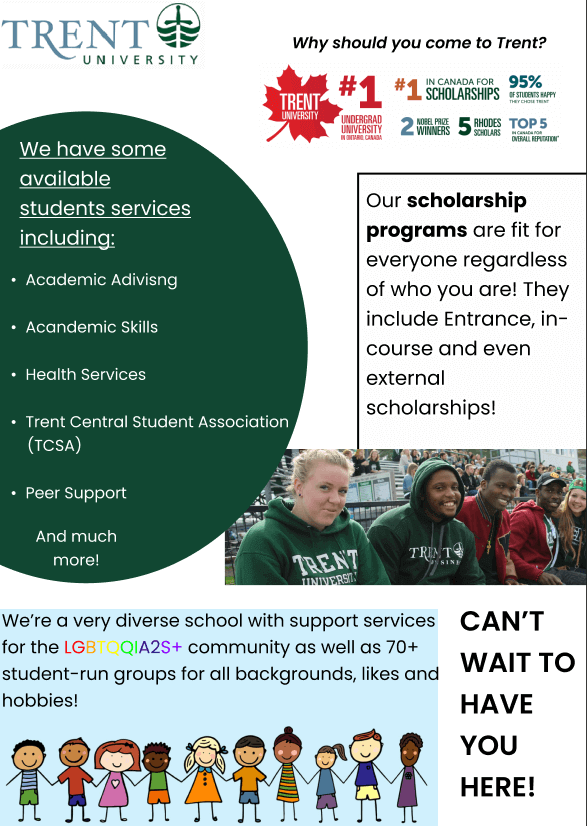 TRENT
UNIVERSITY
Why should you come to Trent?
TRENT
UNIVERSITY
#1
UNDERGRAD
UNIVERSITY
IN ONTARIO, CANADA
#1 IN CANADA FOR
SCHOLARSHIPS
95%
OF STUDENTS HAPPY
THEY CHOSE TRENT
2 NOBEL PRIZE
WINNERS
5 RHODES
SCHOLARS
TOP 5
IN CANADA FOR
OVERALL REPUTATION*
We have some
available
students services
including:
• Academic Adivisng
• Acandemic Skills
• Health Services
• Trent Central Student Association
(TCSA)
• Peer Support
And much
more!
Our scholarship
programs are fit for
everyone regardless
of who you are! They
include Entrance, in-
course and even
external
scholarships!
TRENT
UNIVERSITY
TRENT
We're a very diverse school with support services
for the LGBTQQIA2S+ community as well as 70+
student-run groups for all backgrounds, likes and
hobbies!
CAN'T
WAIT TO
HAVE
YOU
HERE!